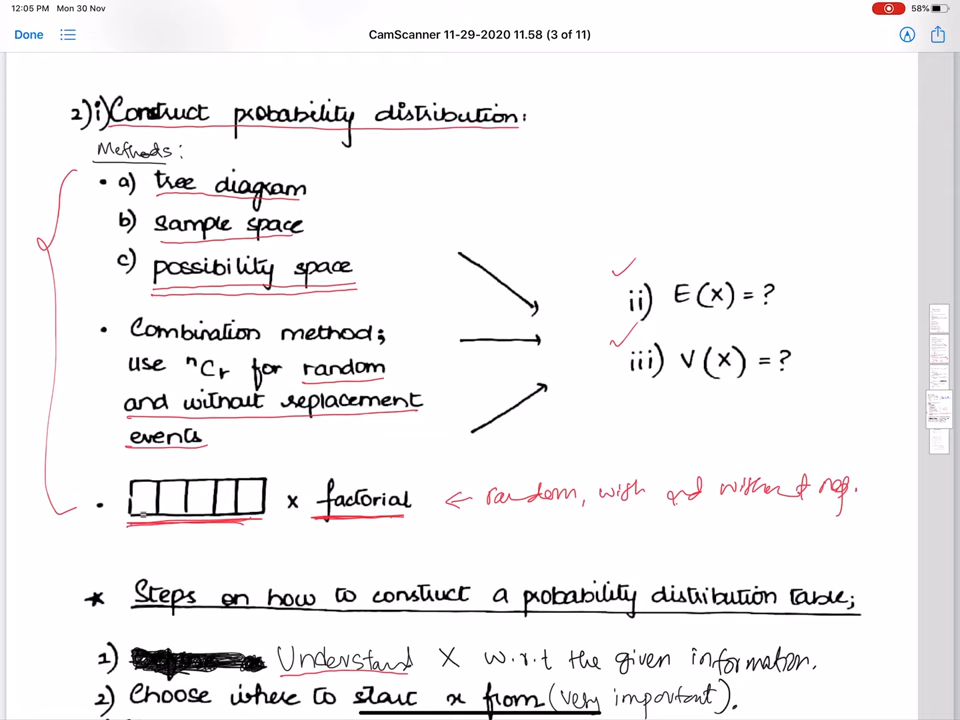 12:05 PM Mon 30 Nov
58%
Done
CamScanner 11-29-2020 11.58 (3 of 11)
2)i)Construct probability distribution:
Methods:
• a) tree diagram
b) sample space
c) possibility space
• Combination method;
use nCr for random
and without replacement
events
ii) E(X)=?
iii) V(X)=?
• x factorial ← random, with and without rep.
* Steps on how to construct a probability distribution table;
1) Understand X w.r.t the given information.
2) Choose where to start x from (very important).